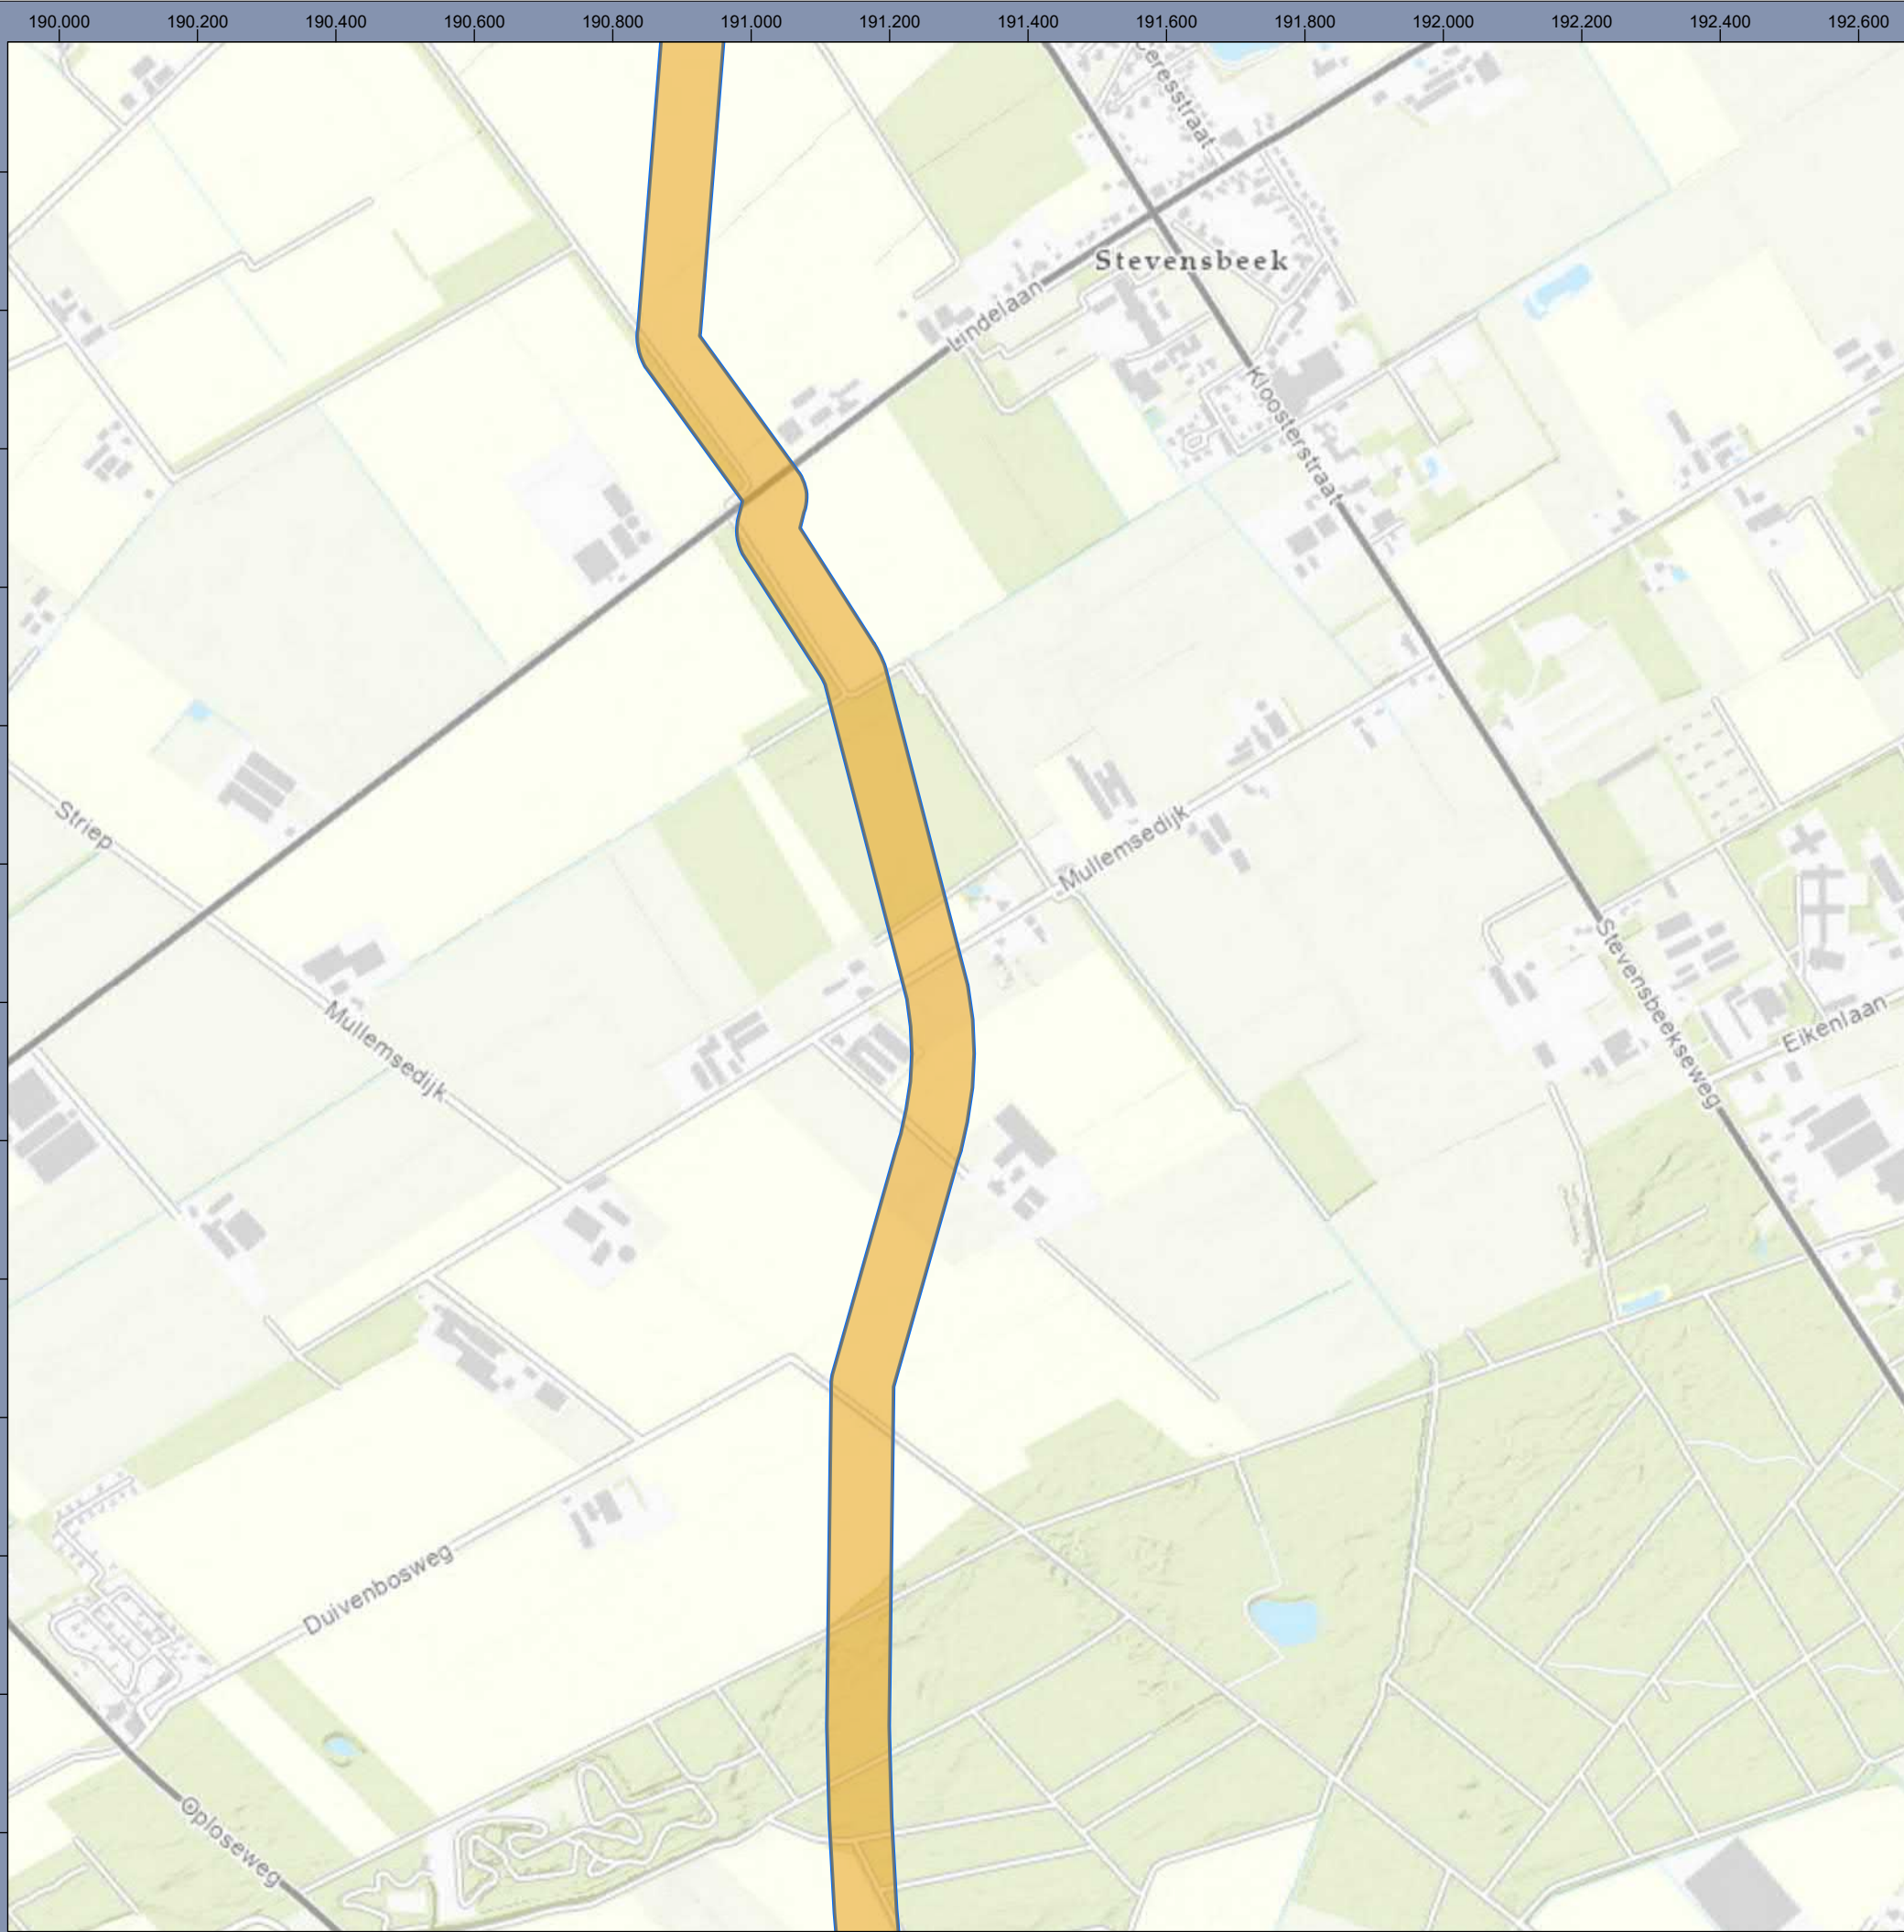 190.000 190.200 190.400 190.600 190.800 191.000 191.200 191.400 191.600 191.800 192.000 192.200 192.400 192.600
Ceresstraat
Stevensbeek
Lindelaan
Kloosterstraat
Striep
Mullemsedijk
Mullemsedijk
Stevensbeekseweg
Eikenlaan
Duivenbosweg
Oploseweg